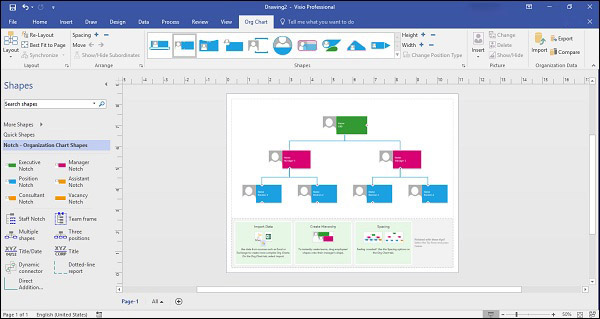 Drawing2 - Visio Professional
File Home Insert Draw Design Data Process Review View Org Chart Tell me what you want to do
Layout
Re-Layout
Best Fit to Page
Synchronize
Spacing
Show/Hide Subordinates
Height
Width
Change Position Type
Insert
Change
Delete
Show/Hide
Import
Export
Compare
Layout Arrange Shapes Picture Organization Data
Shapes
Search shapes
More Shapes
Quick Shapes
Notch - Organization Chart Shapes
Executive Notch
Manager Notch
Position Notch
Assistant Notch
Consultant Notch
Vacancy Notch
Staff Notch
Team frame
Multiple shapes
Three positions
Title/Date
Title
Dynamic connector
Dotted-line report
Direct Addition...
Import Data
Create Hierarchy
Spacing
Page-1 All
Page 1 of 1 English (United States) 50%